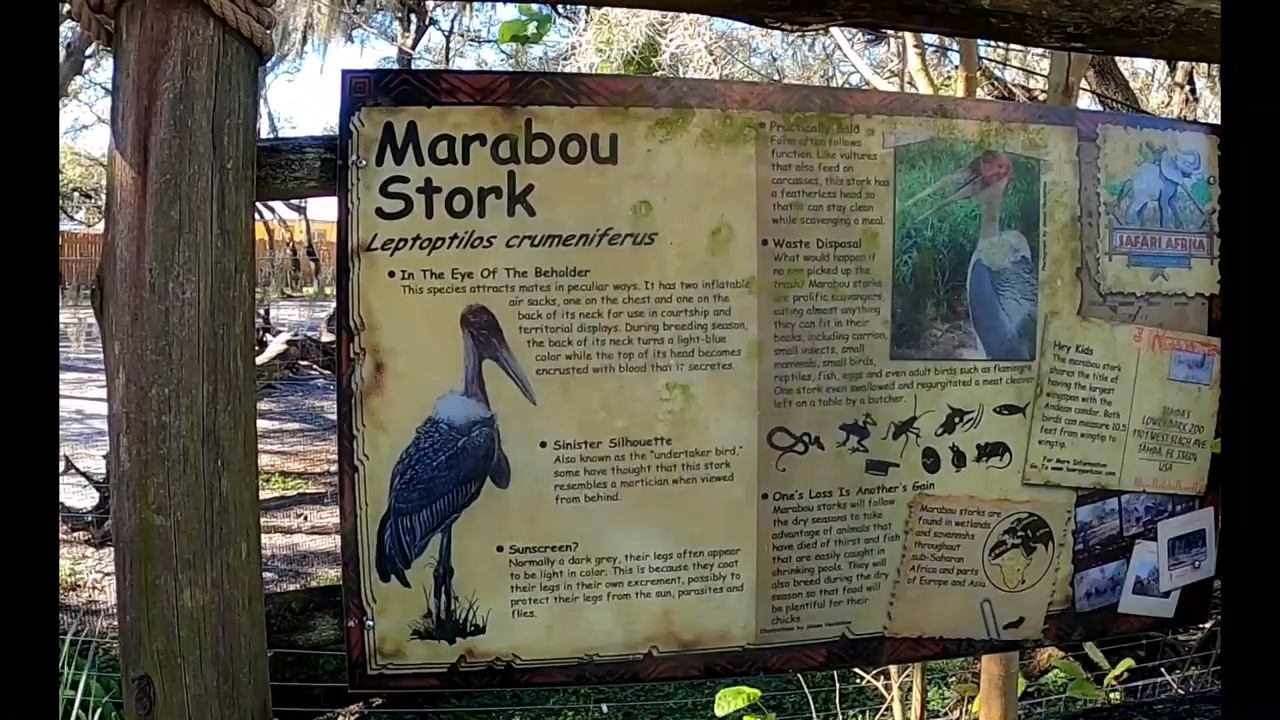 Marabou
Stork
Leptoptilos crumeniferus
• In The Eye Of The Beholder
This species attracts mates in peculiar ways. It has two inflatable
air sacks, one on the chest and one on the
back of its neck for use in courtship and
territorial displays. During breeding season,
the back of its neck turns a light-blue
color while the top of its head becomes
encrusted with blood that it secretes.
• Sinister Silhouette
Also known as the "undertaker bird,"
some have thought that this stork
resembles a mortician when viewed
from behind.
• Sunscreen?
Normally a dark grey, their legs often appear
to be light in color. This is because they coat
their legs in their own excrement, possibly to
protect their legs from the sun, parasites and
flies.
• Practically Bald
Form often follows
function. Like vultures
that also feed on
carcasses, this stork has
a featherless head so
that it can stay clean
while scavenging a meal.
• Waste Disposal
What would happen if
no one picked up the
trash? Marabou storks
are prolific scavengers,
eating almost anything
they can fit in their
beaks, including carrion,
small insects, small
mammals, small birds,
reptiles, fish, eggs and even adult birds such as flamingos.
One stork even swallowed and regurgitated a meat cleaver
left on a table by a butcher.
• One's Loss Is Another's Gain
Marabou storks will follow
the dry seasons to take
advantage of animals that
have died of thirst and fish
that are easily caught in
shrinking pools. They will
also breed during the dry
season so that food will
be plentiful for their
chicks.
Illustrations by
Marabou storks are
found in wetlands
and savannahs
throughout
sub-Saharan
Africa and parts
of Europe and Asia.
SAFARI AFRICA
Hey Kids
The marabou stork
shares the title of
having the largest
wingspan with the
Andean condor. Both
birds can measure 10.5
feet from wingtip to
wingtip.
For More Information
Go To www.lowryparkzoo.com
TAMPA'S
LOWRY PARK ZOO
1101 WEST SLIGH AVE
TAMPA, FL 33604
USA